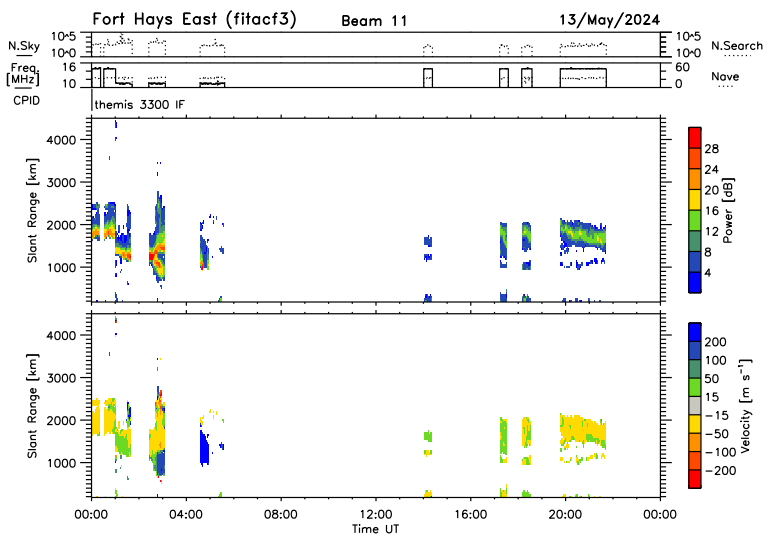 Fort Hays East (fitacf3) Beam 11 13/May/2024
N.Sky 10^5 10^0 10^5 10^0 N.Search
Freq. [MHz] 16 10 60 0 Nave
CPID themis 3300 IF
Slant Range [km] 4000 3000 2000 1000
Power [dB] 28 24 20 16 12 8 4
Slant Range [km] 4000 3000 2000 1000
Velocity [m s⁻¹] 200 100 50 15 −15 −50 −100 −200
00:00 04:00 08:00 12:00 16:00 20:00 00:00
Time UT